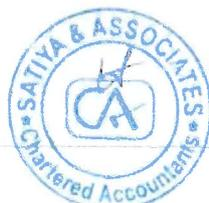 SATIYA & ASSOCIATES
CA
Chartered Accountants